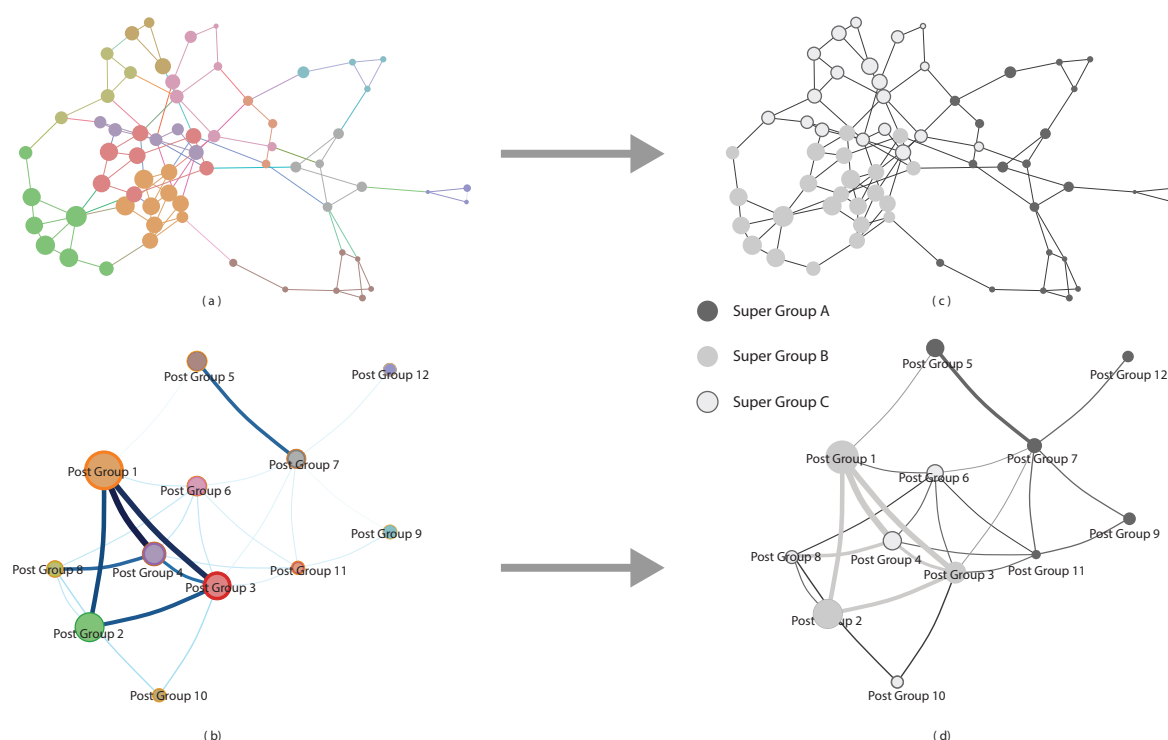 ( a )
( c )
Super Group A
Super Group B
Super Group C
Post Group 5
Post Group 12
Post Group 1
Post Group 7
Post Group 6
Post Group 9
Post Group 8
Post Group 4
Post Group 11
Post Group 3
Post Group 2
Post Group 10
( b )
Post Group 5
Post Group 12
Post Group 1
Post Group 7
Post Group 6
Post Group 9
Post Group 8
Post Group 4
Post Group 11
Post Group 3
Post Group 2
Post Group 10
( d )